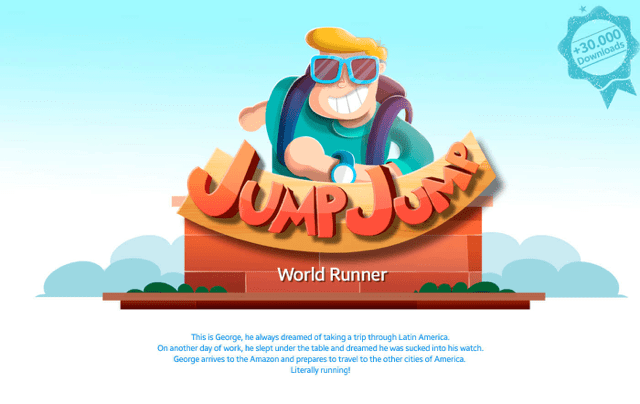 +30.000
Downloads
JUMP JUMP
World Runner
This is George, he always dreamed of taking a trip through Latin America.
On another day of work, he slept under the table and dreamed he was sucked into his watch.
George arrives to the Amazon and prepares to travel to the other cities of America.
Literally running!